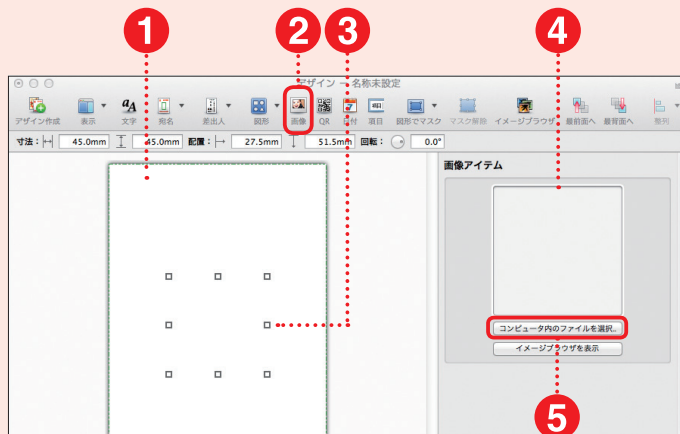 1
2
3
4
デザイン — 名称未設定
デザイン作成 表示 文字 宛名 差出人 図形 画像 QR 日付 項目 図形でマスク マスク解除 イメージブラウザ 最前面へ 最背面へ 整列
寸法： 45.0mm 45.0mm 配置： 27.5mm 51.5mm 回転： 0.0°
画像アイテム
コンピュータ内のファイルを選択..
イメージブラウザを表示
5